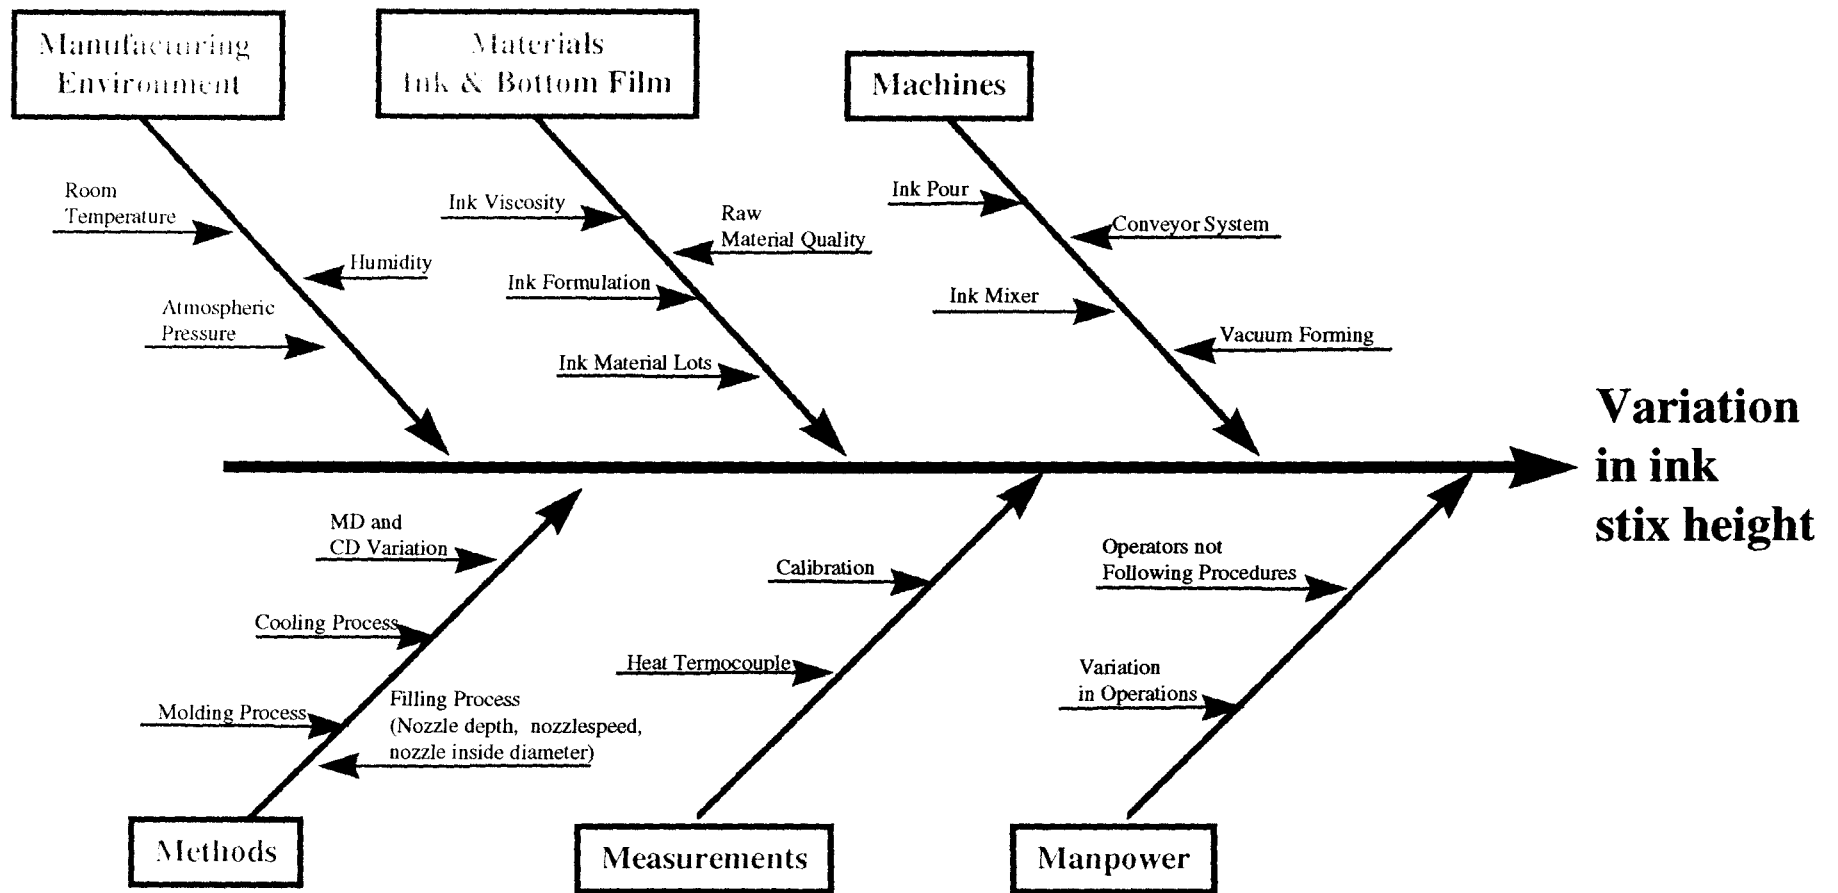 Manufacturing
Environment
Materials
Ink & Bottom Film
Machines
Room
Temperature
Humidity
Atmospheric
Pressure
Ink Viscosity
Raw
Material Quality
Ink Formulation
Ink Material Lots
Ink Pour
Conveyor System
Ink Mixer
Vacuum Forming
Variation
in ink
stix height
MD and
CD Variation
Cooling Process
Molding Process
Filling Process
(Nozzle depth, nozzlespeed,
nozzle inside diameter)
Calibration
Heat Termocouple
Operators not
Following Procedures
Variation
in Operations
Methods
Measurements
Manpower